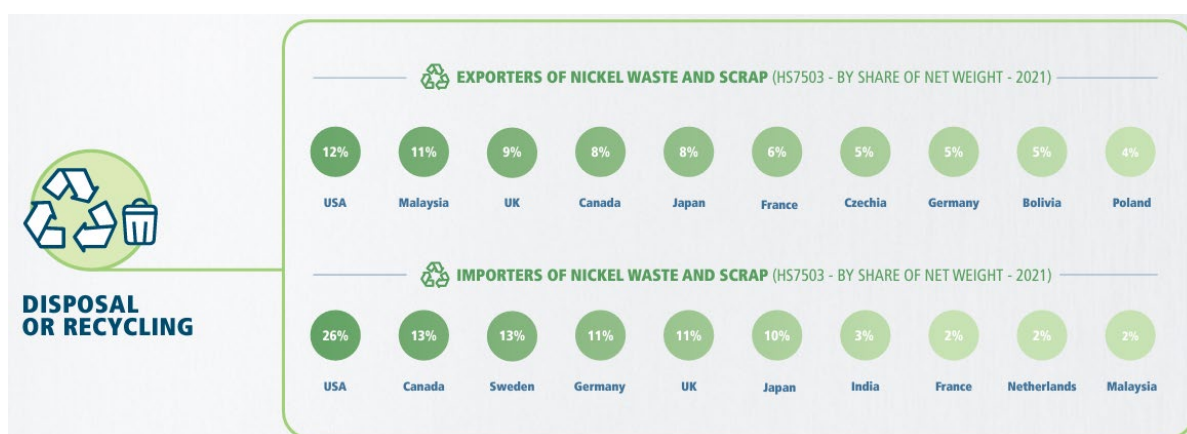 EXPORTERS OF NICKEL WASTE AND SCRAP (HS7503 - BY SHARE OF NET WEIGHT - 2021)
12% 11% 9% 8% 8% 6% 5% 5% 5% 4%
USA Malaysia UK Canada Japan France Czechia Germany Bolivia Poland
IMPORTERS OF NICKEL WASTE AND SCRAP (HS7503 - BY SHARE OF NET WEIGHT - 2021)
DISPOSAL
OR RECYCLING
26% 13% 13% 11% 11% 10% 3% 2% 2% 2%
USA Canada Sweden Germany UK Japan India France Netherlands Malaysia